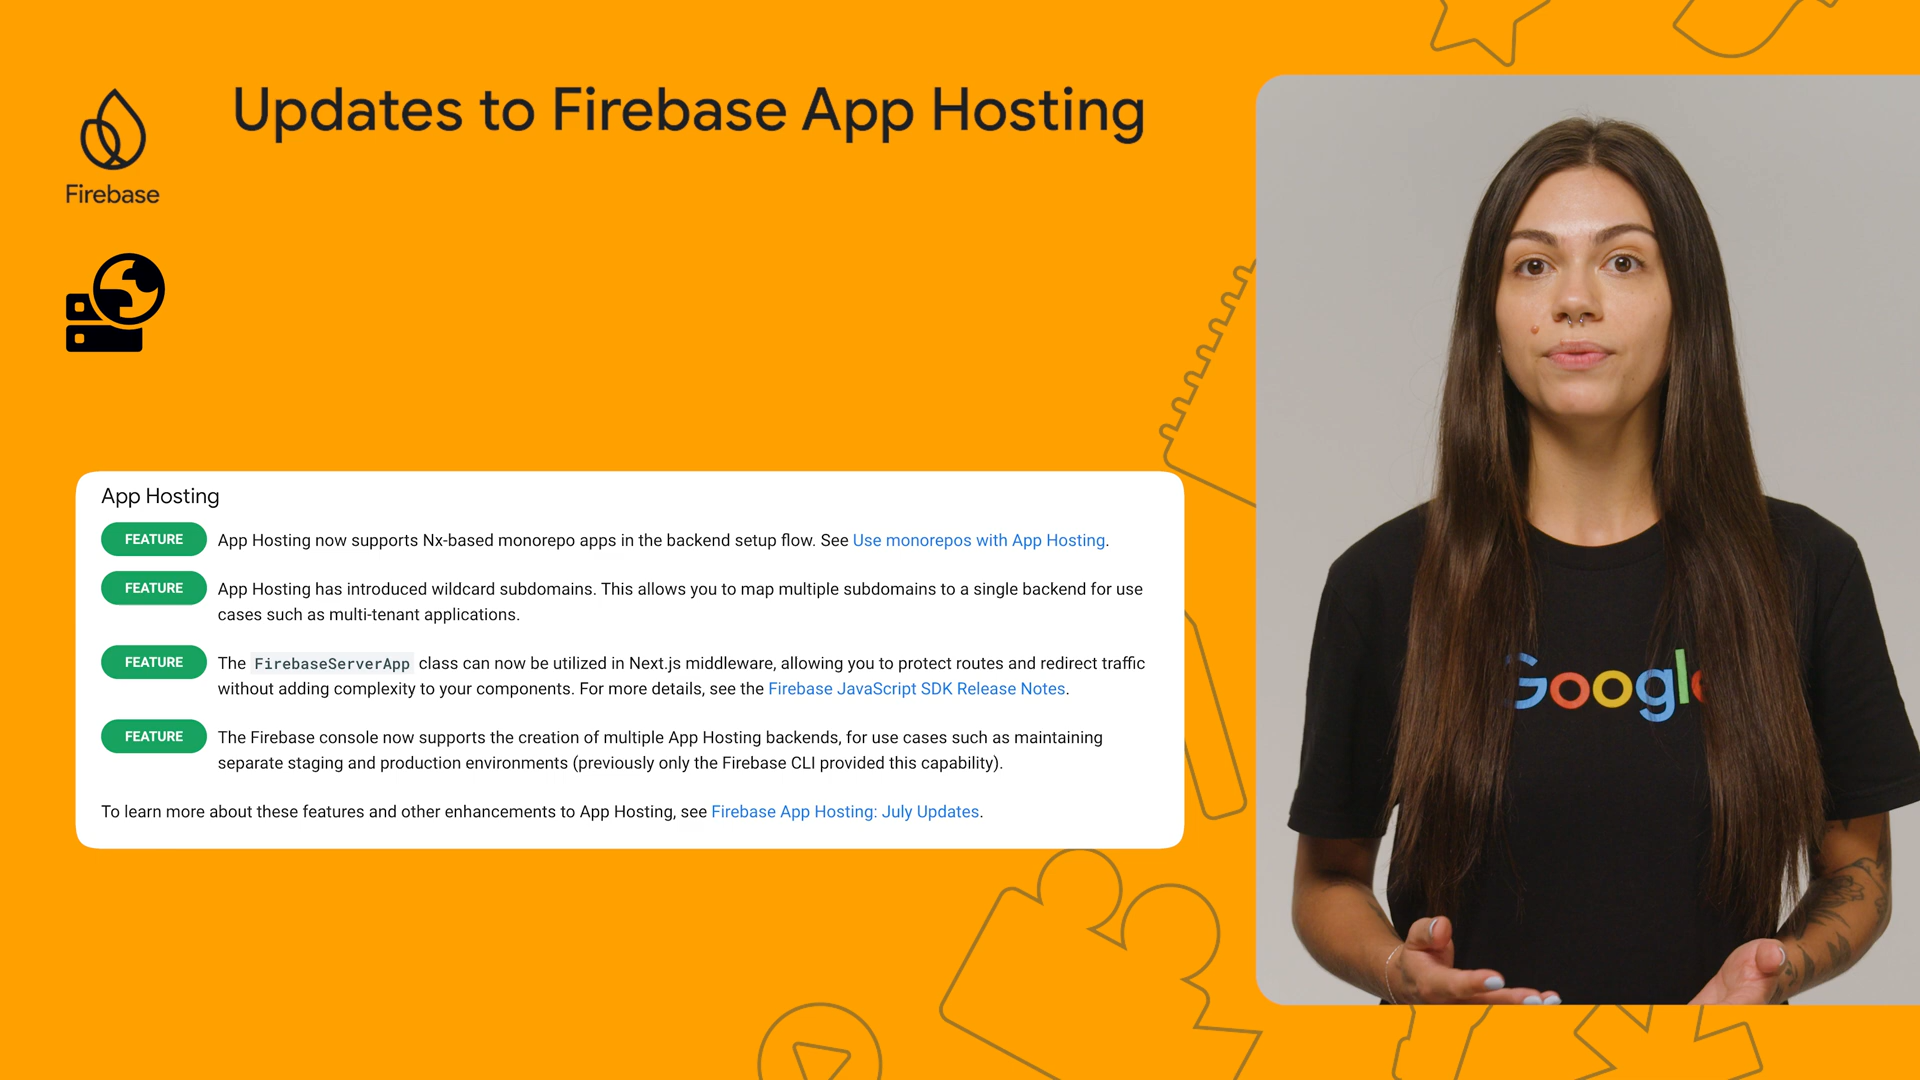 Updates to Firebase App Hosting
Firebase
App Hosting
FEATURE App Hosting now supports Nx-based monorepo apps in the backend setup flow. See Use monorepos with App Hosting.
FEATURE App Hosting has introduced wildcard subdomains. This allows you to map multiple subdomains to a single backend for use
cases such as multi-tenant applications.
FEATURE The FirebaseServerApp class can now be utilized in Next.js middleware, allowing you to protect routes and redirect traffic
without adding complexity to your components. For more details, see the Firebase JavaScript SDK Release Notes.
FEATURE The Firebase console now supports the creation of multiple App Hosting backends, for use cases such as maintaining
separate staging and production environments (previously only the Firebase CLI provided this capability).
To learn more about these features and other enhancements to App Hosting, see Firebase App Hosting: July Updates.
Google